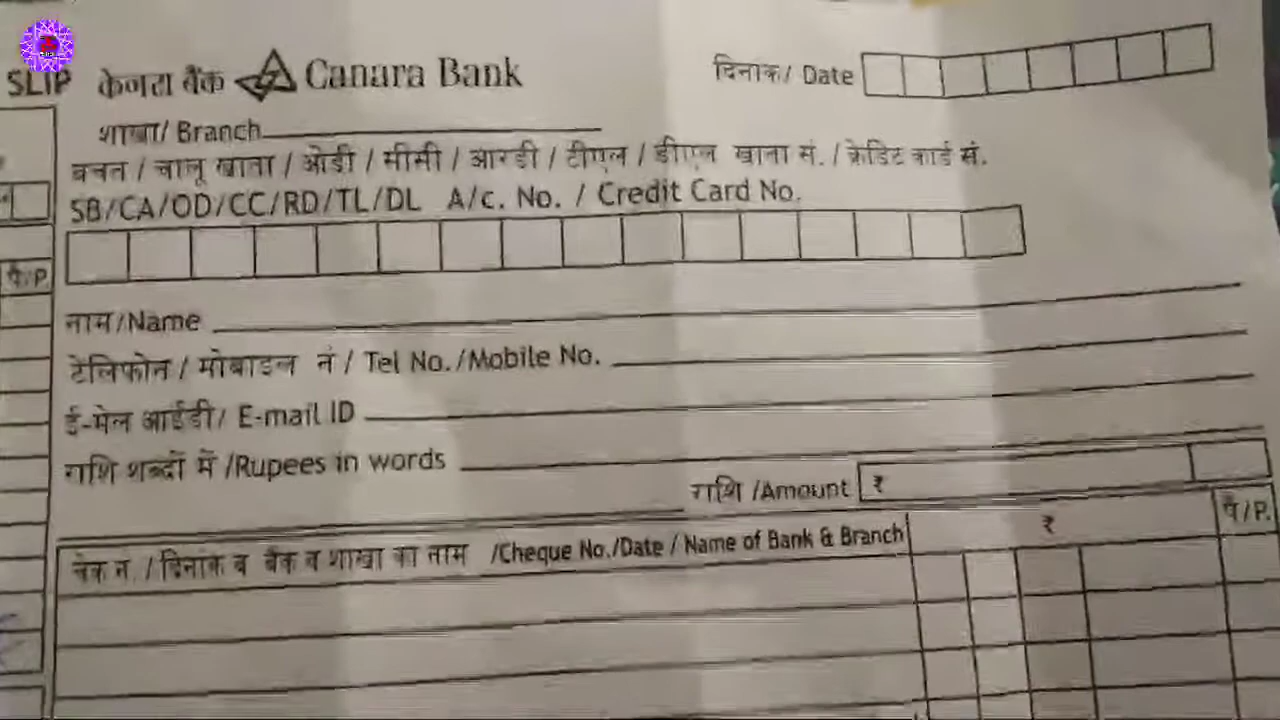 SLIP केनरा बैंक Canara Bank
दिनांक/ Date
शाखा/ Branch
बचत / चालू खाता / ओडी / सीसी / आरडी / टीएल / डीएल खाता सं. / क्रेडिट कार्ड सं.
SB/CA/OD/CC/RD/TL/DL A/c. No. / Credit Card No.
पै/P.
नाम/Name
टेलिफोन / मोबाइल नं / Tel No./Mobile No.
ई-मेल आईडी/ E-mail ID
राशि शब्दों में /Rupees in words
राशि /Amount ₹
चेक न. / दिनांक व बैंक व शाखा का नाम /Cheque No./Date / Name of Bank & Branch ₹ पै/P.